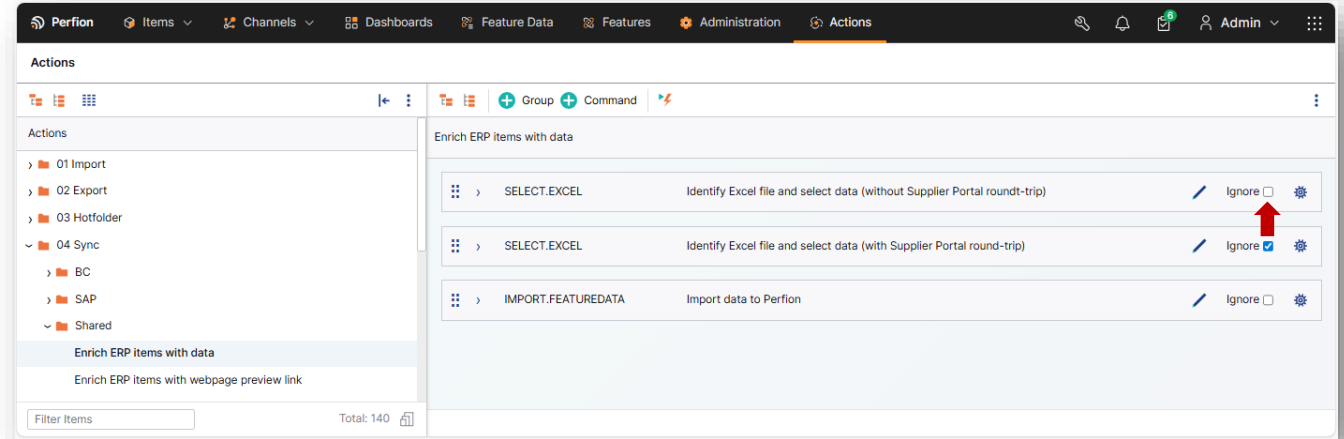 Perfion Items Channels Dashboards Feature Data Features Administration Actions 6 Admin
Actions
Group Command
Actions
Enrich ERP items with data
01 Import
02 Export
03 Hotfolder
04 Sync
BC
SAP
Shared
Enrich ERP items with data
Enrich ERP items with webpage preview link
Filter Items Total: 140
SELECT.EXCEL Identify Excel file and select data (without Supplier Portal roundt-trip) Ignore
SELECT.EXCEL Identify Excel file and select data (with Supplier Portal round-trip) Ignore
IMPORT.FEATUREDATA Import data to Perfion Ignore